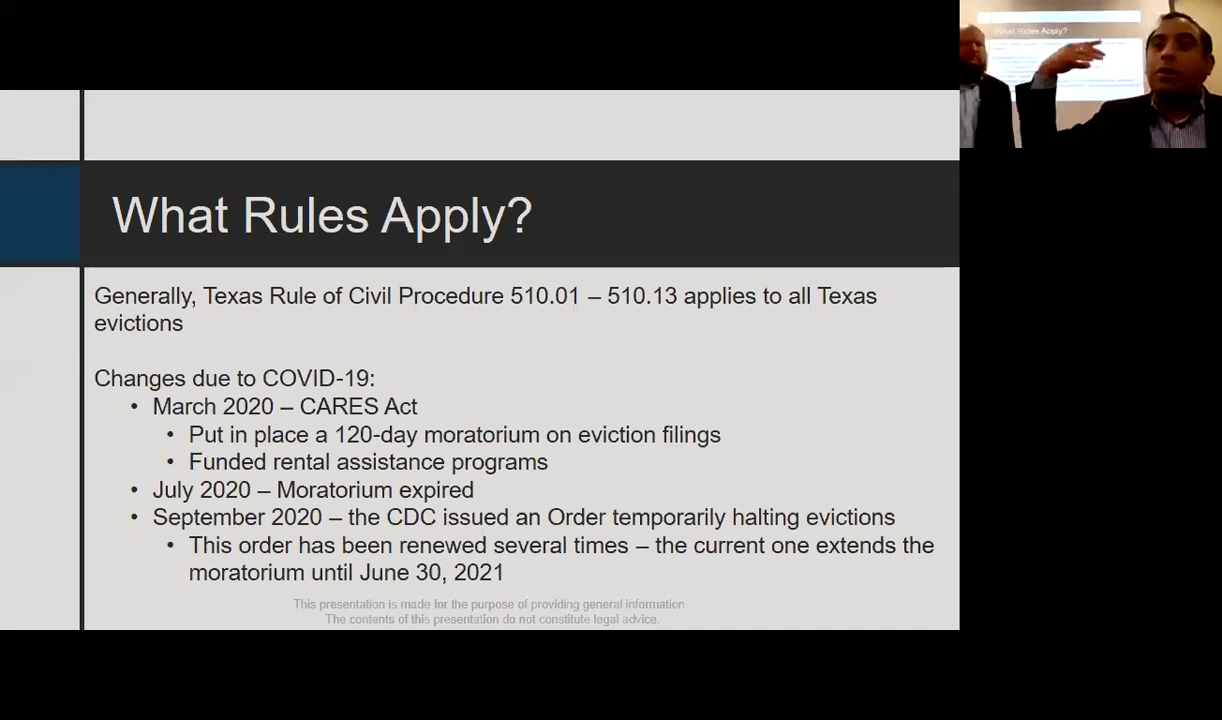 What Rules Apply?
What Rules Apply?
Generally, Texas Rule of Civil Procedure 510.01 – 510.13 applies to all Texas
evictions
Changes due to COVID-19:
• March 2020 – CARES Act
• Put in place a 120-day moratorium on eviction filings
• Funded rental assistance programs
• July 2020 – Moratorium expired
• September 2020 – the CDC issued an Order temporarily halting evictions
• This order has been renewed several times – the current one extends the
moratorium until June 30, 2021
This presentation is made for the purpose of providing general information.
The contents of this presentation do not constitute legal advice.